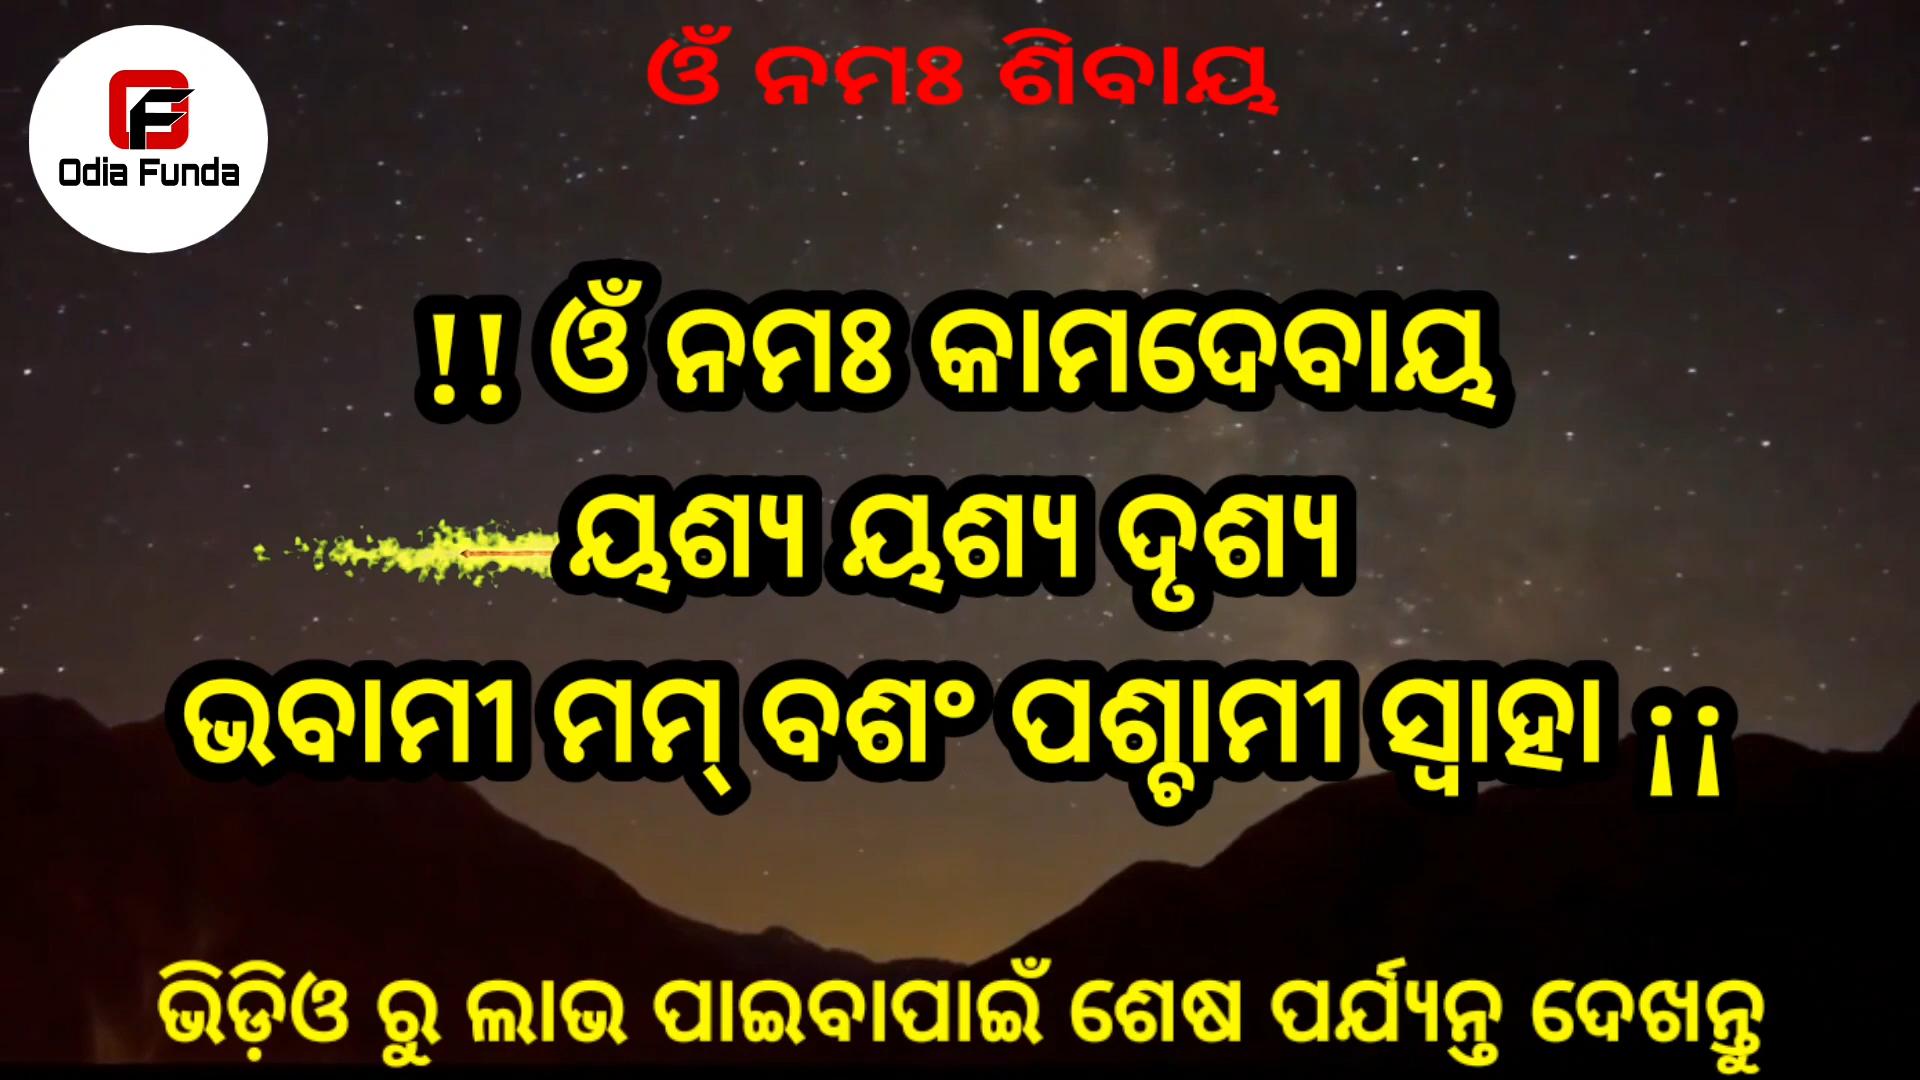 ଓଁ ନମଃ ଶିବାୟ
Odia Funda
!! ଓଁ ନମଃ କାମଦେବାୟ
ୟଶ୍ୟ ୟଶ୍ୟ ଦୃଶ୍ୟ
ଭବାମୀ ମମ୍ ବଶଂ ପଶ୍ଚାମୀ ସ୍ୱାହା ¡¡
ଭିଡ଼ିଓ ରୁ ଲାଭ ପାଇବାପାଇଁ ଶେଷ ପର୍ଯ୍ୟନ୍ତ ଦେଖନ୍ତୁ